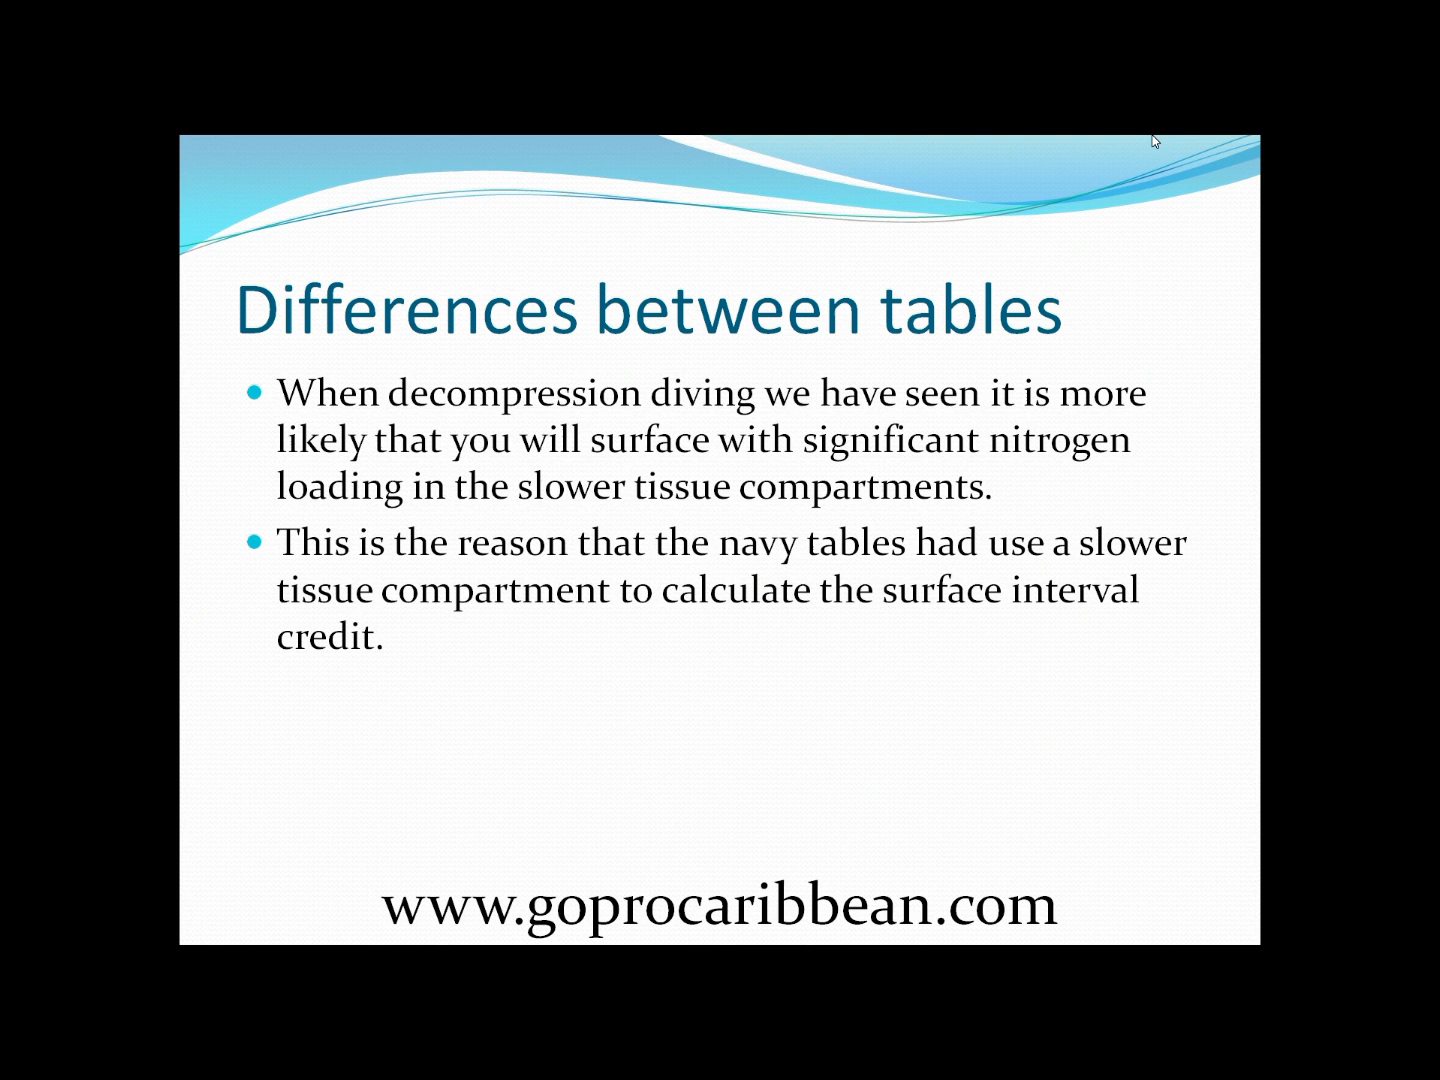 Differences between tables
When decompression diving we have seen it is more
likely that you will surface with significant nitrogen
loading in the slower tissue compartments.
This is the reason that the navy tables had use a slower
tissue compartment to calculate the surface interval
credit.
www.goprocaribbean.com